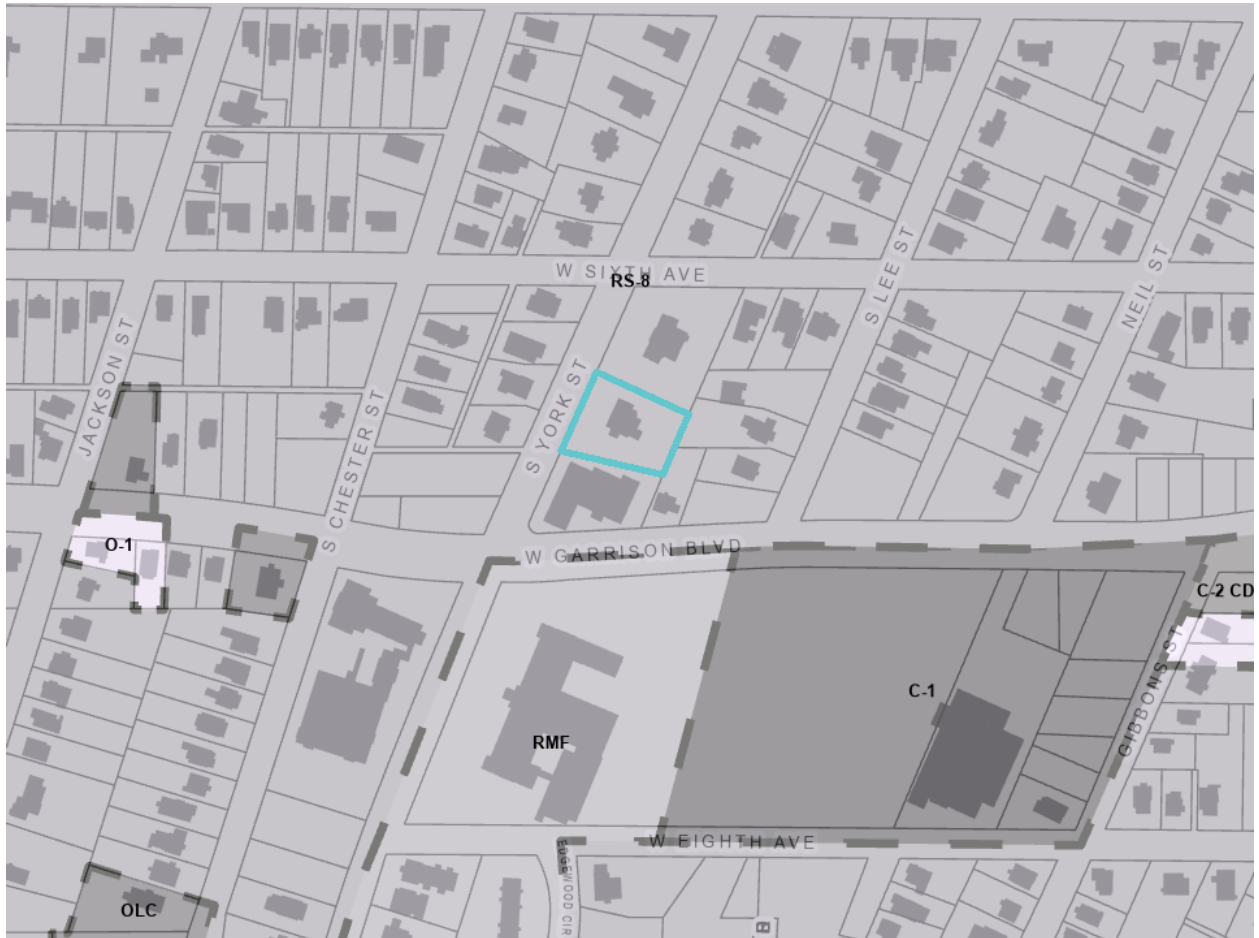 W SIXTH AVE
RS-8
S LEE ST
NEIL ST
JACKSON ST
S YORK ST
S CHESTER ST
W GARRISON BLVD
O-1
C-2 CD
C-1
GIBBONS ST
RMF
W EIGHTH AVE
EDGEWOOD CIR
OLC
B